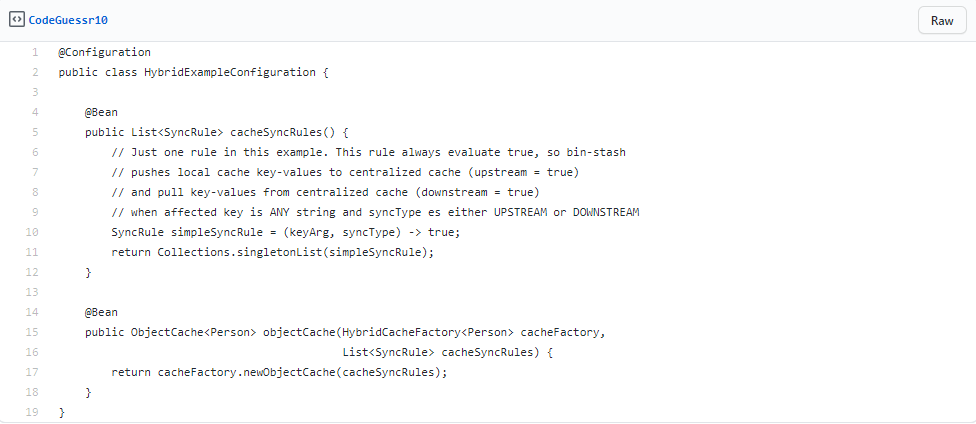 CodeGuessr10
Raw
1 @Configuration
2 public class HybridExampleConfiguration {
3
4 @Bean
5 public List<SyncRule> cacheSyncRules() {
6 // Just one rule in this example. This rule always evaluate true, so bin-stash
7 // pushes local cache key-values to centralized cache (upstream = true)
8 // and pull key-values from centralized cache (downstream = true)
9 // when affected key is ANY string and syncType es either UPSTREAM or DOWNSTREAM
10 SyncRule simpleSyncRule = (keyArg, syncType) -> true;
11 return Collections.singletonList(simpleSyncRule);
12 }
13
14 @Bean
15 public ObjectCache<Person> objectCache(HybridCacheFactory<Person> cacheFactory,
16 List<SyncRule> cacheSyncRules) {
17 return cacheFactory.newObjectCache(cacheSyncRules);
18 }
19 }